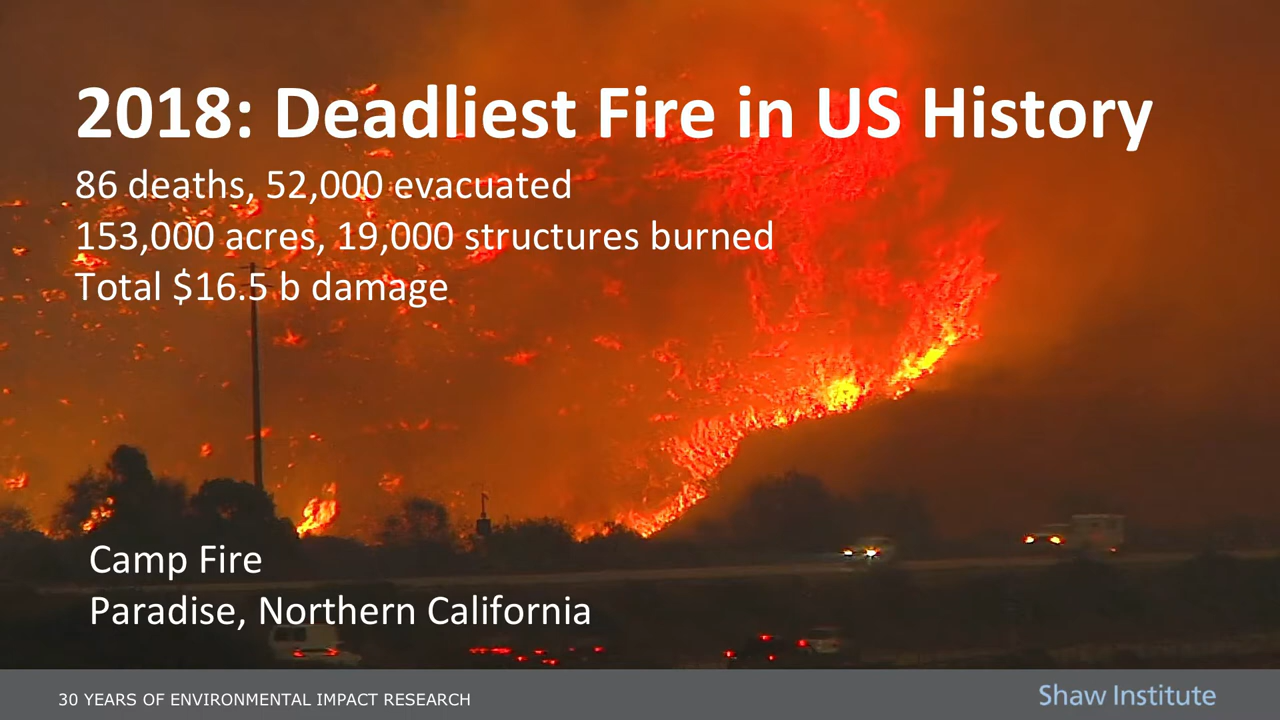 2018: Deadliest Fire in US History
86 deaths, 52,000 evacuated
153,000 acres, 19,000 structures burned
Total $16.5 b damage
Camp Fire
Paradise, Northern California
30 YEARS OF ENVIRONMENTAL IMPACT RESEARCH
Shaw Institute